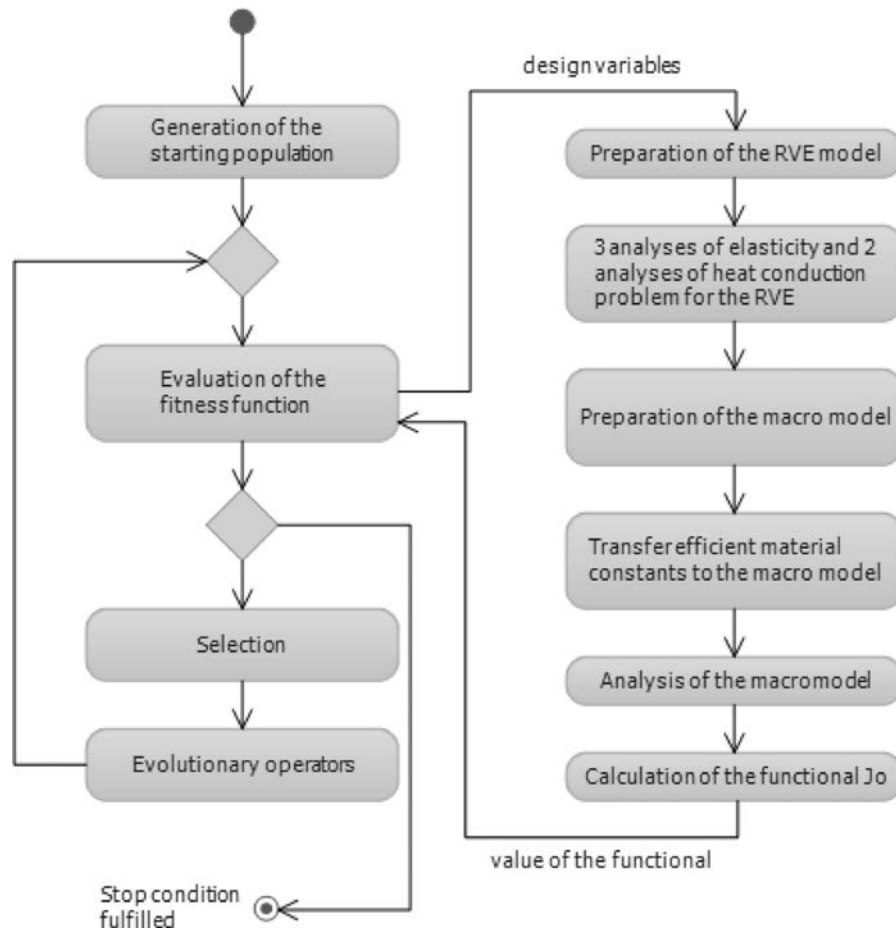 Generation of the
starting population
Evaluation of the
fitness function
Selection
Evolutionary operators
Stop condition
fulfilled
design variables
Preparation of the RVE model
3 analyses of elasticity and 2
analyses of heat conduction
problem for the RVE
Preparation of the macro model
Transfer efficient material
constants to the macro model
Analysis of the macromodel
Calculation of the functional Jo
value of the functional